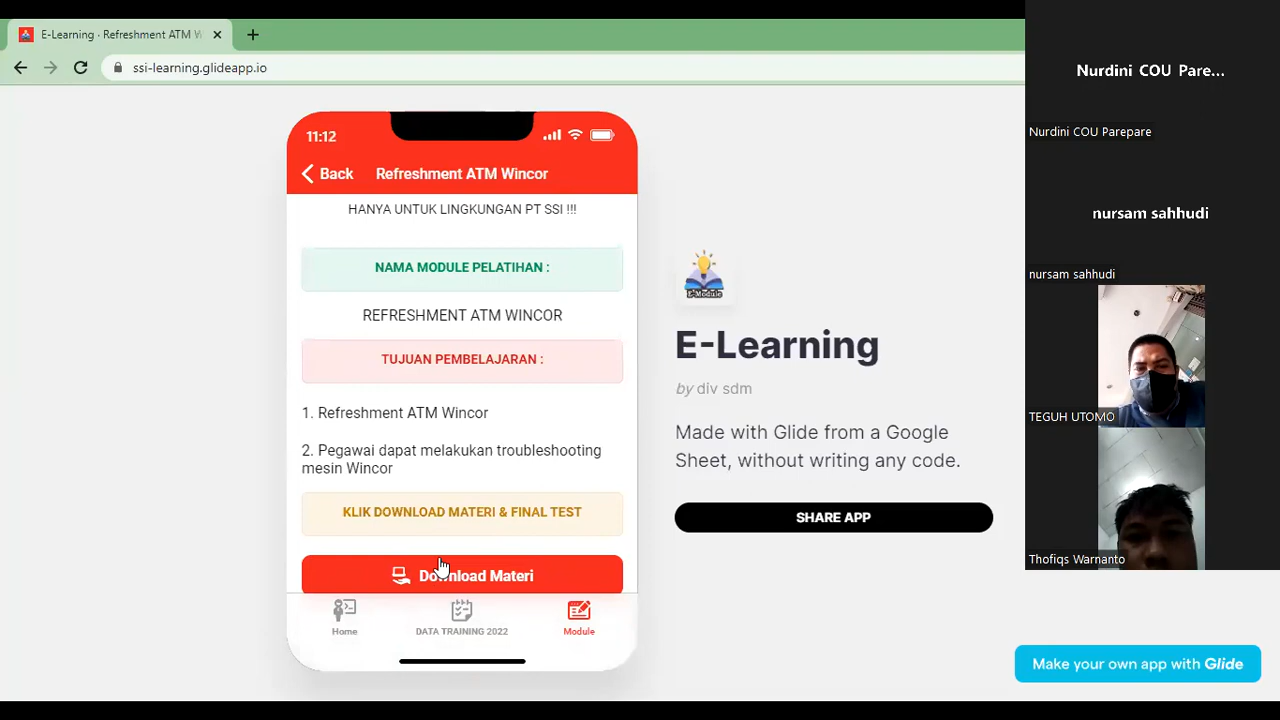 E-Learning · Refreshment ATM W
ssi-learning.glideapp.io
11:12
Back
Refreshment ATM Wincor
HANYA UNTUK LINGKUNGAN PT SSI !!!
NAMA MODULE PELATIHAN :
REFRESHMENT ATM WINCOR
TUJUAN PEMBELAJARAN :
1. Refreshment ATM Wincor
2. Pegawai dapat melakukan troubleshooting
mesin Wincor
KLIK DOWNLOAD MATERI & FINAL TEST
Download Materi
Home
DATA TRAINING 2022
Module
E-Module
E-Learning
by div sdm
Made with Glide from a Google
Sheet, without writing any code.
SHARE APP
Make your own app with Glide
Nurdini COU Pare...
Nurdini COU Parepare
nursam sahhudi
nursam sahhudi
TEGUH UTOMO
Thofiqs Warnanto